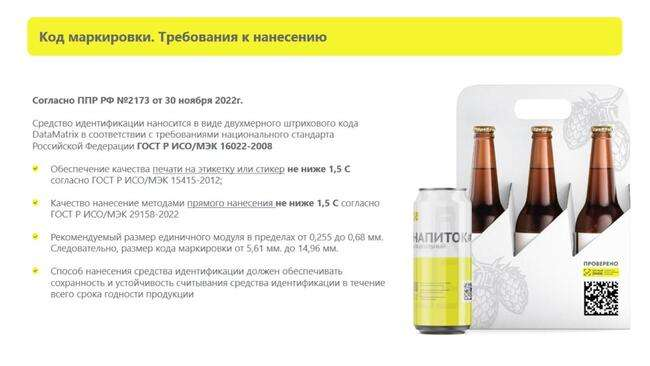 Код маркировки. Требования к нанесению
Согласно ППР РФ №2173 от 30 ноября 2022г.
Средство идентификации наносится в виде двухмерного штрихового кода
DataMatrix в соответствии с требованиями национального стандарта
Российской Федерации ГОСТ Р ИСО/МЭК 16022-2008
Обеспечение качества печати на этикетку или стикер не ниже 1,5 С
согласно ГОСТ Р ИСО/МЭК 15415-2012;
Качество нанесение методами прямого нанесения не ниже 1,5 С согласно
ГОСТ Р ИСО/МЭК 29158-2022
Рекомендуемый размер единичного модуля в пределах от 0,255 до 0,68 мм.
Следовательно, размер кода маркировки от 5,61 мм. до 14,96 мм.
Способ нанесения средства идентификации должен обеспечивать
сохранность и устойчивость считывания средства идентификации в течение
всего срока годности продукции
НАПИТОК
ПРОВЕРЕНО